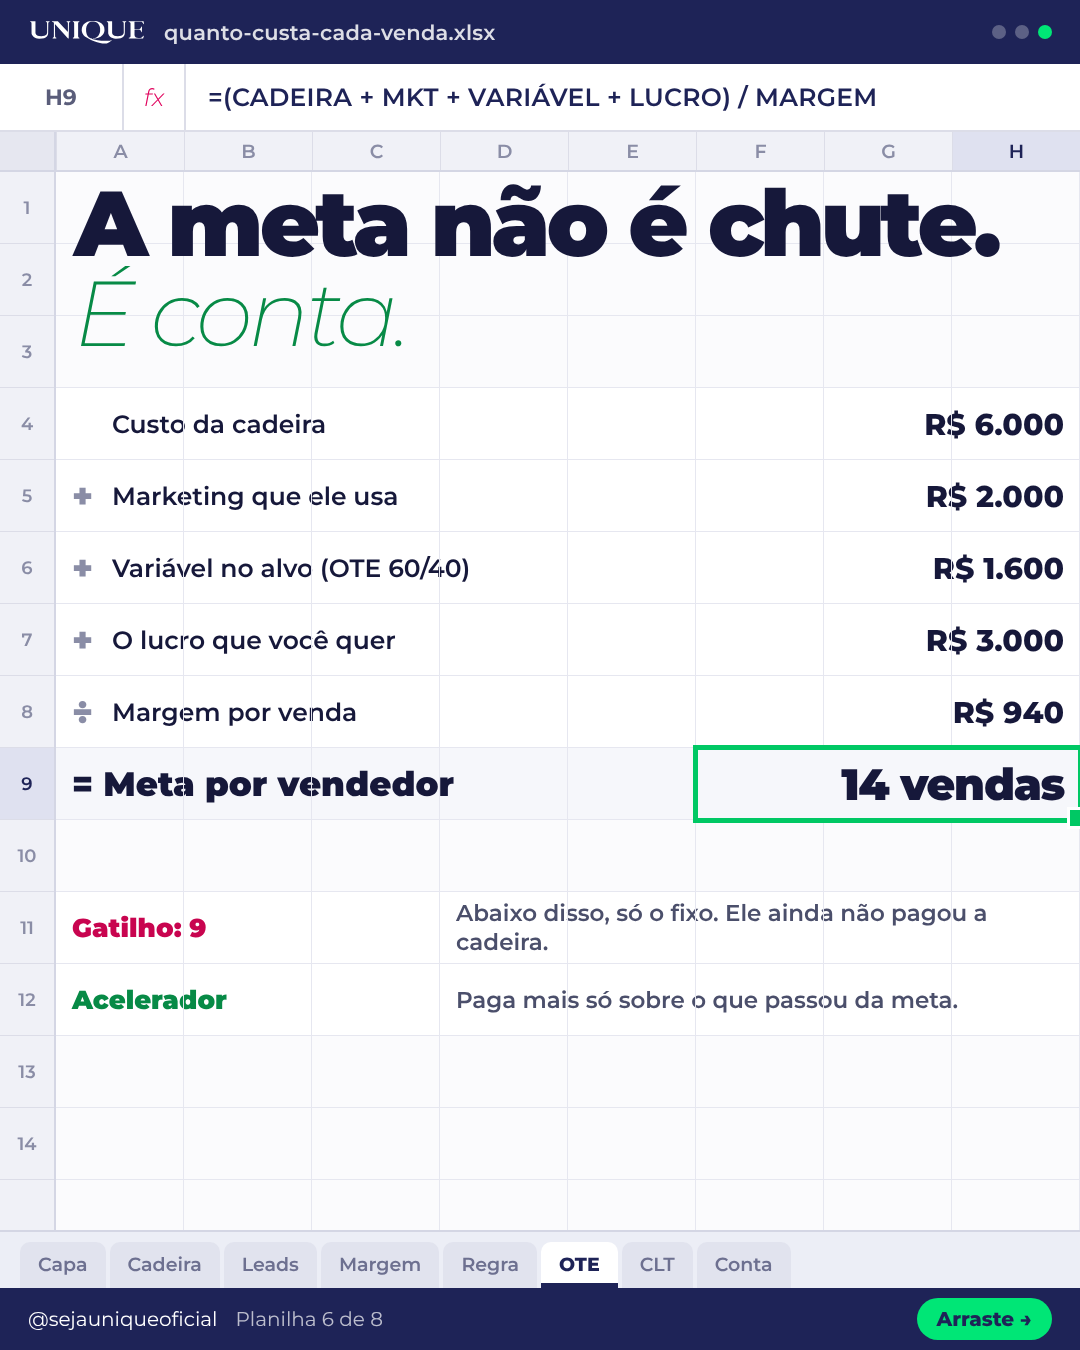 UNIQUE quanto-custa-cada-venda.xlsx
H9 fx =(CADEIRA + MKT + VARIÁVEL + LUCRO) / MARGEM
A B C D E F G H
1 A meta não é chute.
2 É conta.
3
4 Custo da cadeira R$ 6.000
5 + Marketing que ele usa R$ 2.000
6 + Variável no alvo (OTE 60/40) R$ 1.600
7 + O lucro que você quer R$ 3.000
8 ÷ Margem por venda R$ 940
9 = Meta por vendedor 14 vendas
10
11 Gatilho: 9 Abaixo disso, só o fixo. Ele ainda não pagou a
cadeira.
12 Acelerador Paga mais só sobre o que passou da meta.
13
14
Capa Cadeira Leads Margem Regra OTE CLT Conta
@sejauniqueoficial Planilha 6 de 8 Arraste →